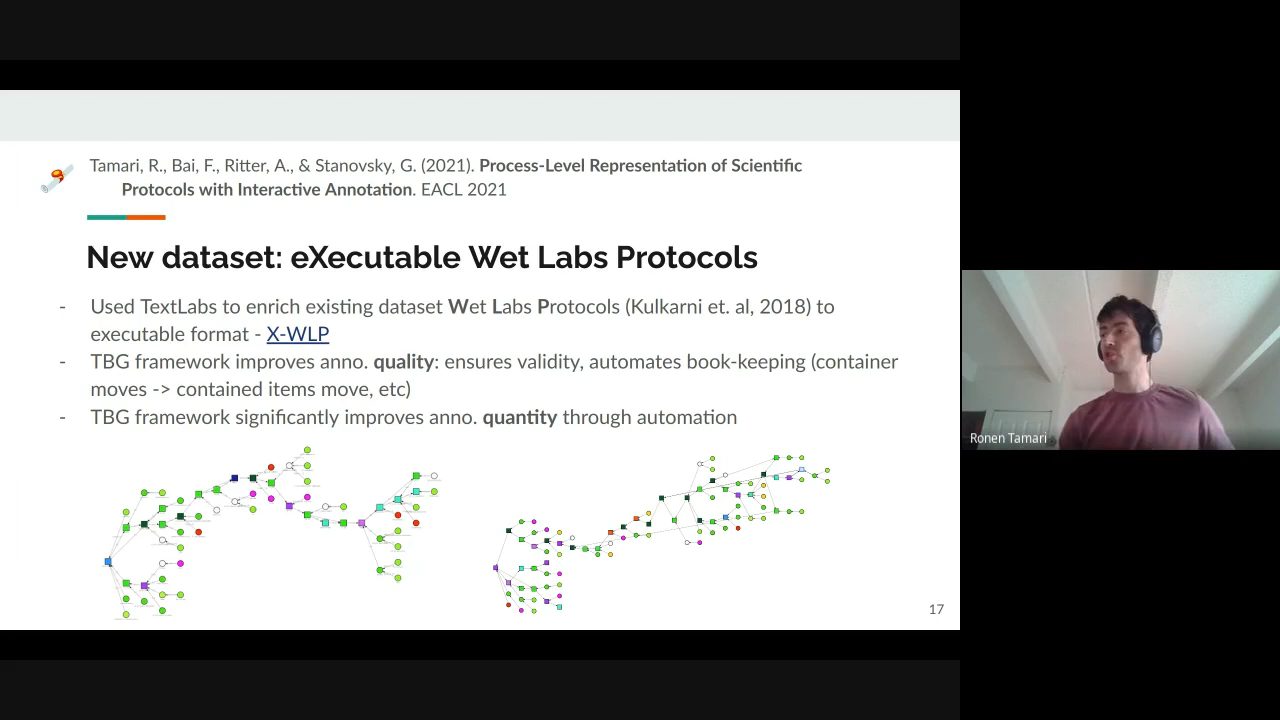 Tamari, R., Bai, F., Ritter, A., & Stanovsky, G. (2021). Process-Level Representation of Scientific
Protocols with Interactive Annotation. EACL 2021
New dataset: eXecutable Wet Labs Protocols
- Used TextLabs to enrich existing dataset Wet Labs Protocols (Kulkarni et. al, 2018) to
executable format - X-WLP
- TBG framework improves anno. quality: ensures validity, automates book-keeping (container
moves -> contained items move, etc)
- TBG framework significantly improves anno. quantity through automation
17
Ronen Tamari